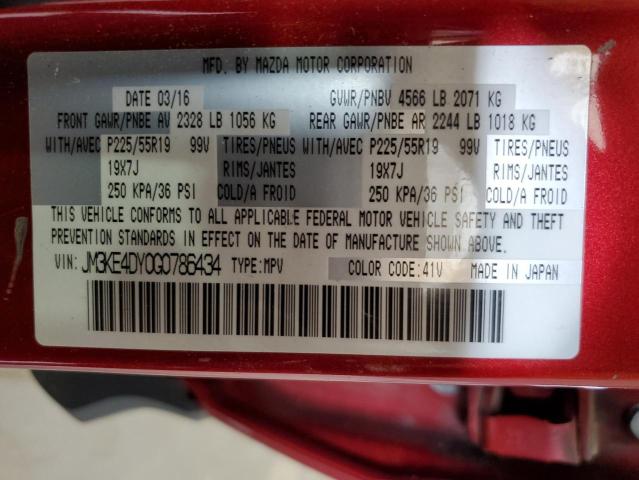 MFD. BY MAZDA MOTOR CORPORATION
DATE 03/16 GVWR/PNBV 4566 LB 2071 KG
FRONT GAWR/PNBE AV 2328 LB 1056 KG REAR GAWR/PNBE AR 2244 LB 1018 KG
WITH/AVEC P225/55R19 99V TIRES/PNEUS WITH/AVEC P225/55R19 99V TIRES/PNEUS
19X7J RIMS/JANTES 19X7J RIMS/JANTES
250 KPA/36 PSI COLD/A FROID 250 KPA/36 PSI COLD/A FROID
THIS VEHICLE CONFORMS TO ALL APPLICABLE FEDERAL MOTOR VEHICLE SAFETY AND THEFT
PREVENTION STANDARDS IN EFFECT ON THE DATE OF MANUFACTURE SHOWN ABOVE.
VIN: JM3KE4DY0G0786434 TYPE:MPV COLOR CODE:41V MADE IN JAPAN